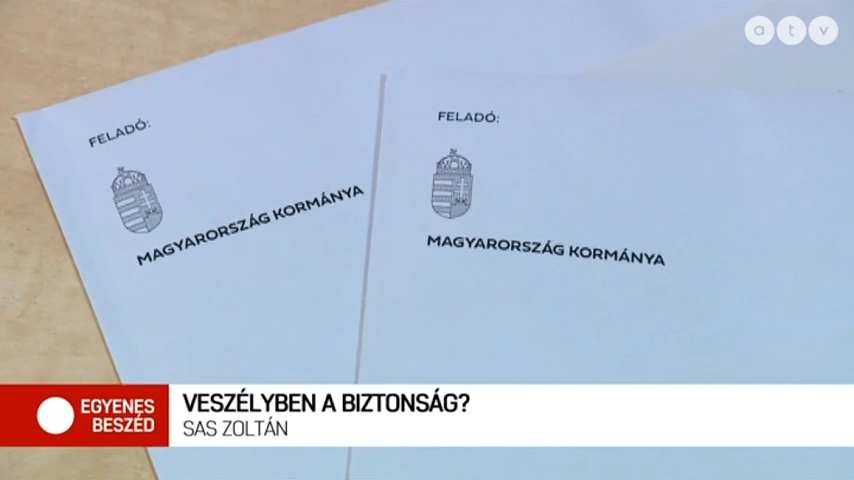 atv
FELADÓ:
MAGYARORSZÁG KORMÁNYA
FELADÓ:
MAGYARORSZÁG KORMÁNYA
EGYENES
BESZÉD
VESZÉLYBEN A BIZTONSÁG?
SAS ZOLTÁN